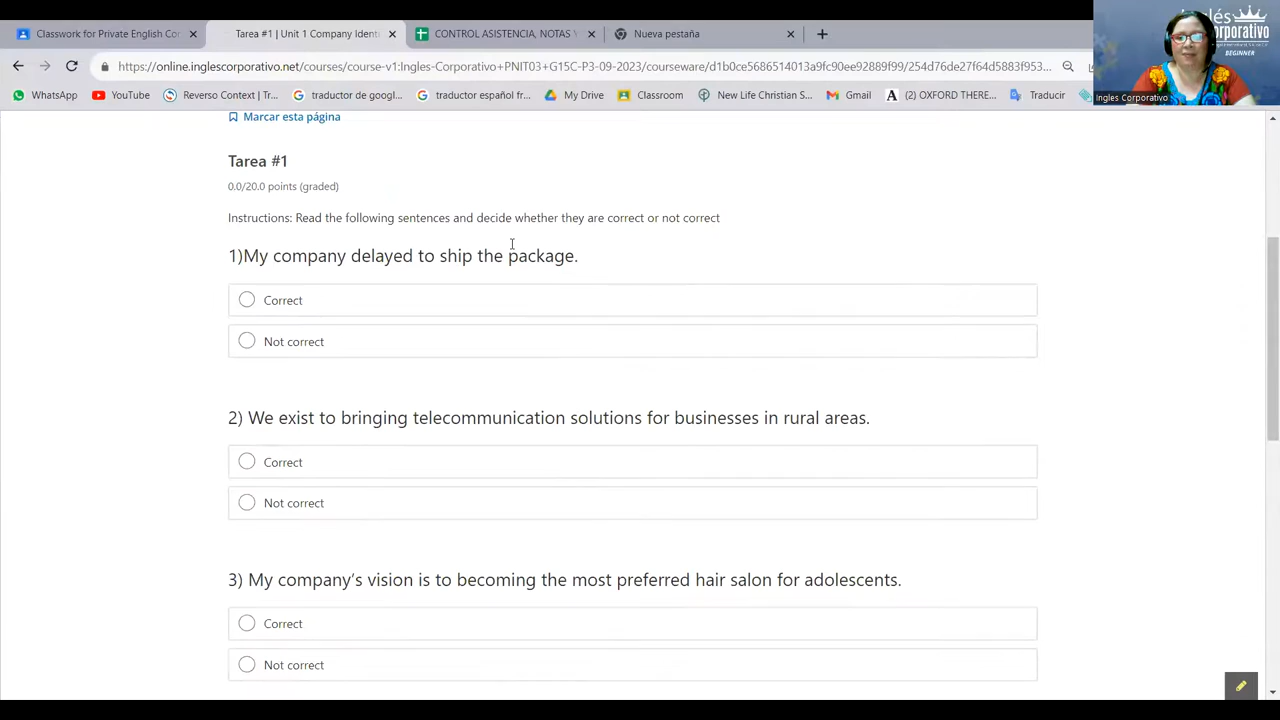 Classwork for Private English Cor
Tarea #1 | Unit 1 Company Identi
CONTROL ASISTENCIA, NOTAS Y
Nueva pestaña
https://online.inglescorporativo.net/courses/course-v1:Ingles-Corporativo+PNI103-G15C-P3-09-2023/courseware/d1b0ce5686514013a9fc90ee92889f99/254d76de27f64d5883f953...
WhatsApp
YouTube
Reverso Context | Tr...
traductor de googl...
traductor español...
My Drive
Classroom
New Life Christian S...
Gmail
(2) OXFORD THERE...
Traducir
Inglés
Corporativo
BEGINNER
Ingles Corporativo
Marcar esta página
Tarea #1
0.0/20.0 points (graded)
Instructions: Read the following sentences and decide whether they are correct or not correct
1)My company delayed to ship the package.
Correct
Not correct
2) We exist to bringing telecommunication solutions for businesses in rural areas.
Correct
Not correct
3) My company's vision is to becoming the most preferred hair salon for adolescents.
Correct
Not correct